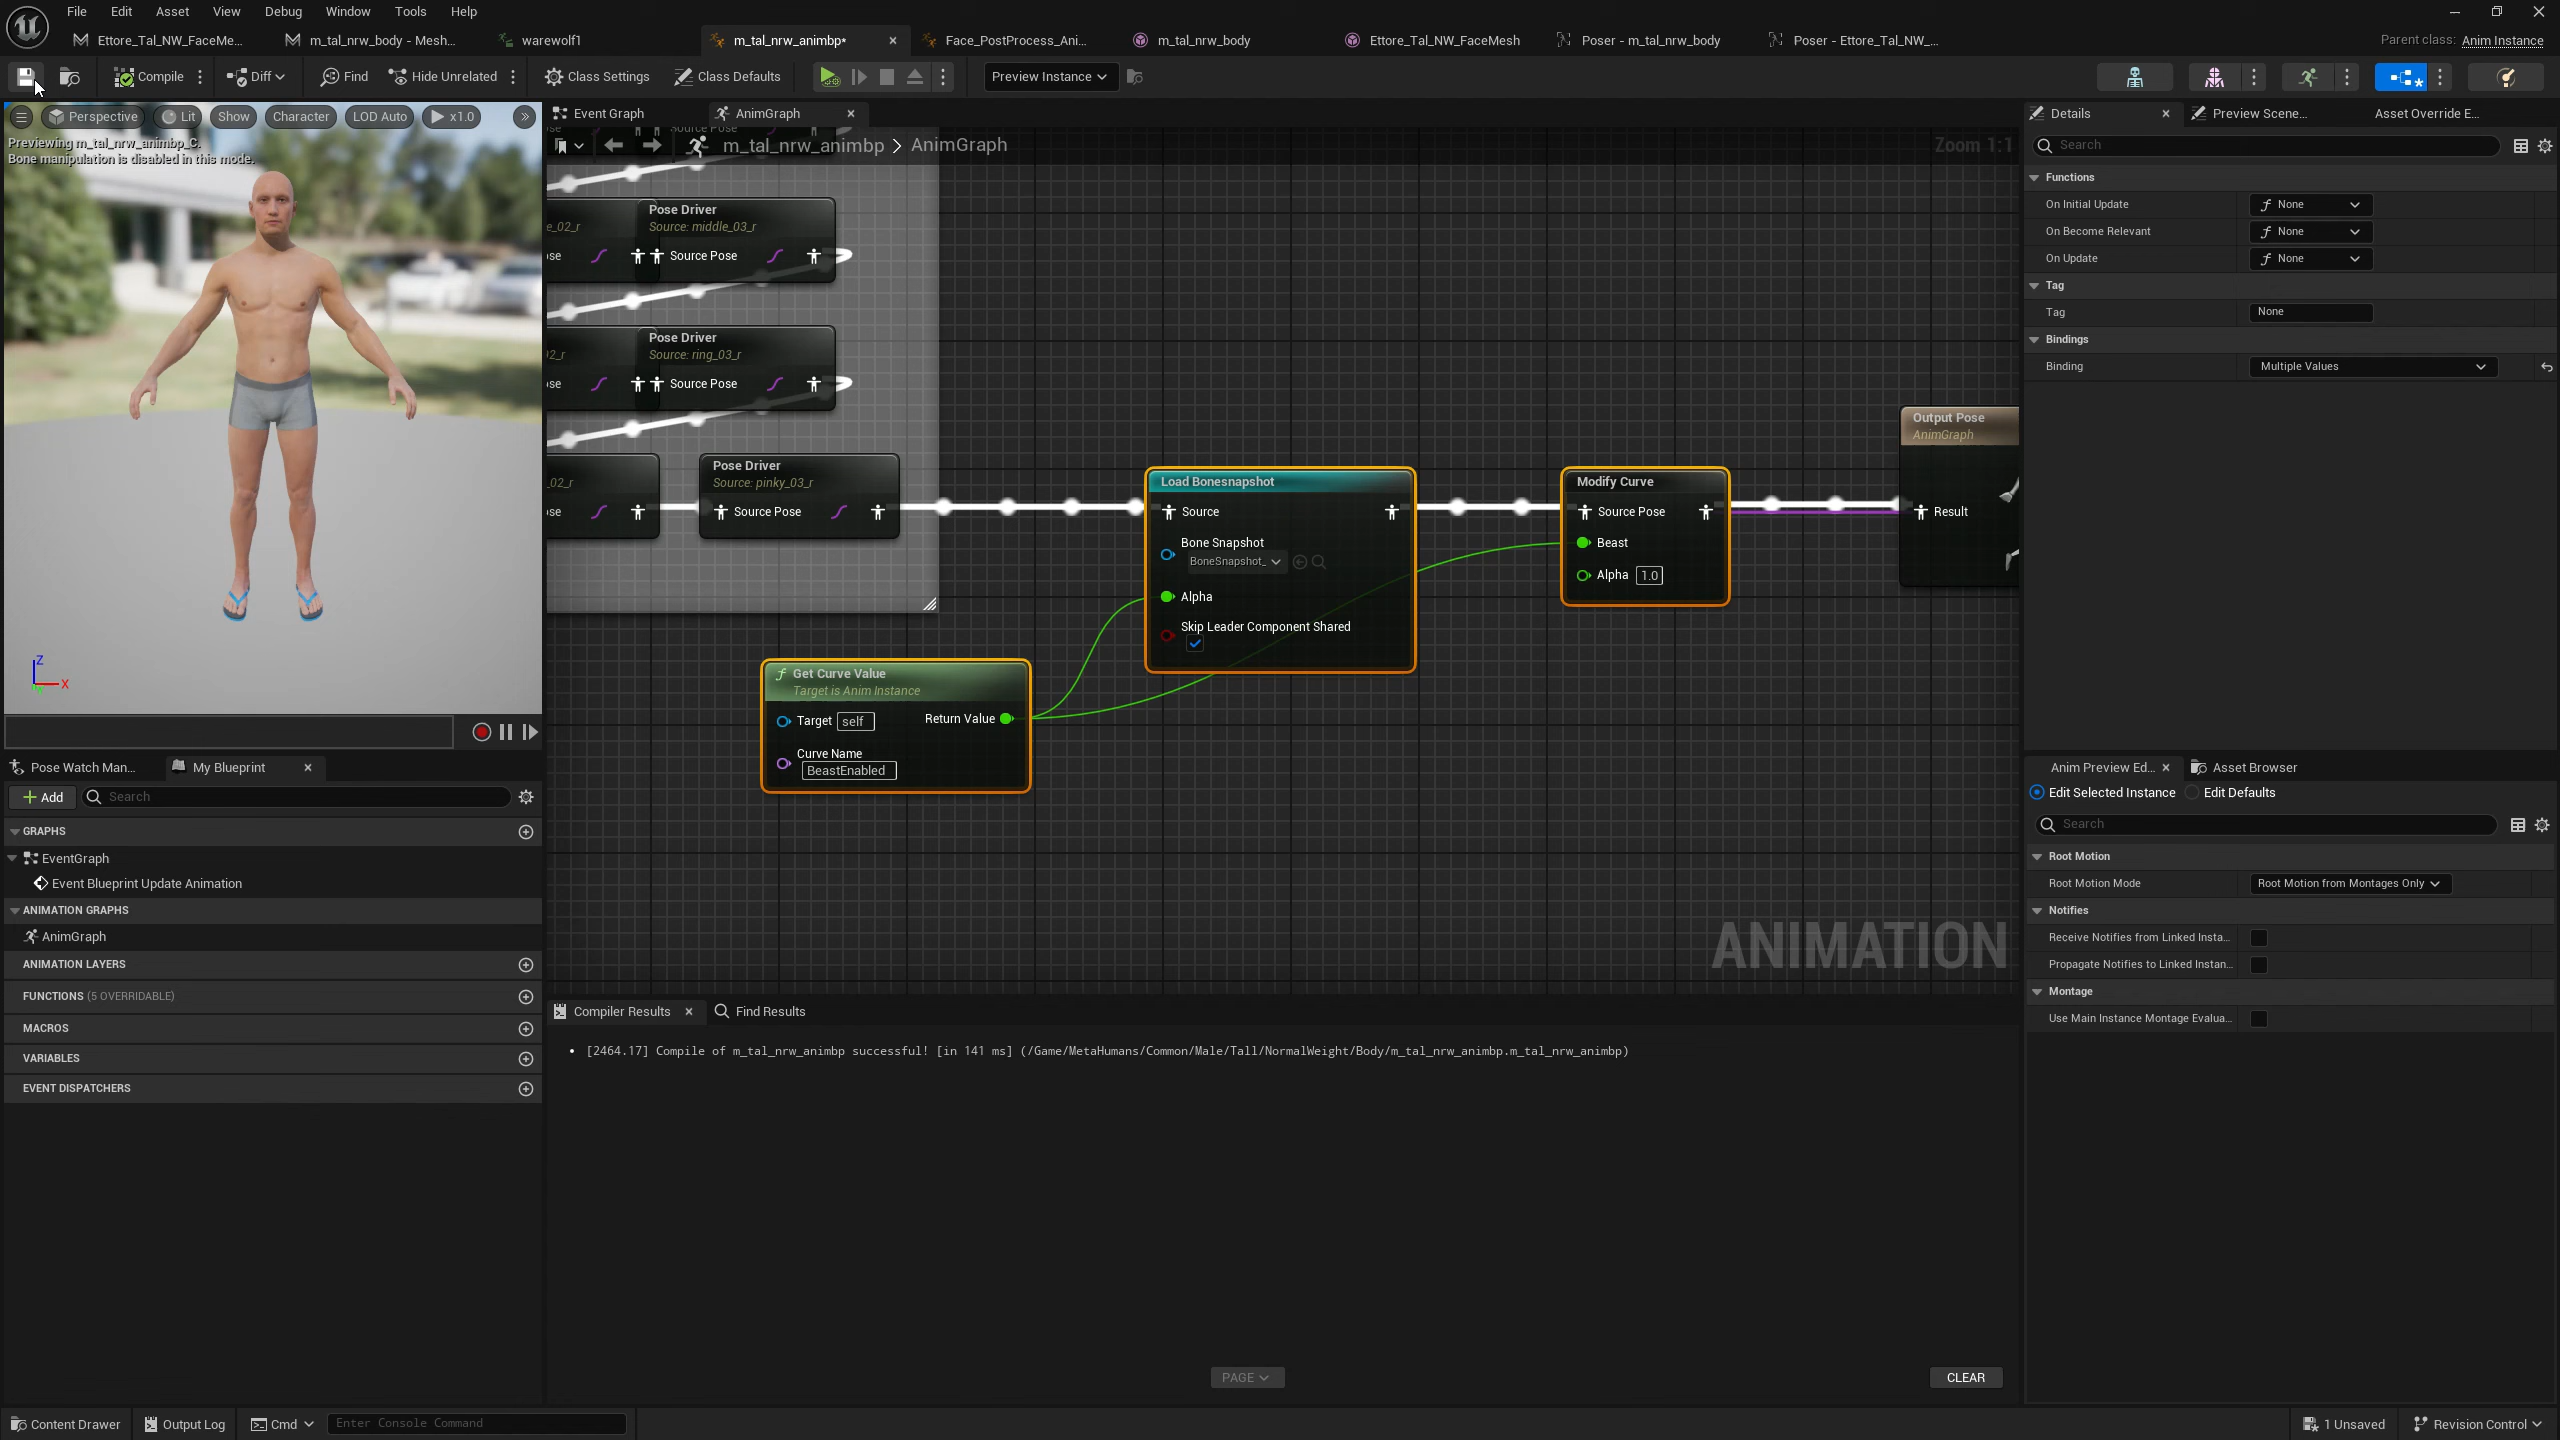 File Edit Asset View Debug Window Tools Help
Ettore_Tal_NW_FaceMe...
m_tal_nrw_body - Mesh...
warewolf1
m_tal_nrw_animbp*
Face_PostProcess_Ani...
m_tal_nrw_body
Ettore_Tal_NW_FaceMesh
Poser - m_tal_nrw_body
Poser - Ettore_Tal_NW_...
Parent class: Anim Instance
Compile
Diff
Find
Hide Unrelated
Class Settings
Class Defaults
Preview Instance
Perspective
Lit
Show
Character
LOD Auto
x1.0
Previewing m_tal_nrw_animbp_C.
Bone manipulation is disabled in this mode.
Event Graph
AnimGraph
m_tal_nrw_animbp > AnimGraph
Zoom 1:1
Source Pose
Pose Driver
Source: middle_03_r
e_02_r
ose
Source Pose
Pose Driver
Source: ring_03_r
02_r
ose
Source Pose
Pose Driver
Source: pinky_03_r
_02_r
ose
Source Pose
Load Bonesnapshot
Source
Bone Snapshot
BoneSnapshot_
Alpha
Skip Leader Component Shared
Modify Curve
Source Pose
Beast
Alpha 1.0
Output Pose
AnimGraph
Result
Get Curve Value
Target is Anim Instance
Target self
Return Value
Curve Name
BeastEnabled
ANIMATION
Pose Watch Man...
My Blueprint
Add
Search
GRAPHS
EventGraph
Event Blueprint Update Animation
ANIMATION GRAPHS
AnimGraph
ANIMATION LAYERS
FUNCTIONS (5 OVERRIDABLE)
MACROS
VARIABLES
EVENT DISPATCHERS
Compiler Results
Find Results
[2464.17] Compile of m_tal_nrw_animbp successful! [in 141 ms] (/Game/MetaHumans/Common/Male/Tall/NormalWeight/Body/m_tal_nrw_animbp.m_tal_nrw_animbp)
PAGE
CLEAR
Details
Preview Scene...
Asset Override E...
Search
Functions
On Initial Update None
On Become Relevant None
On Update None
Tag
Tag None
Bindings
Binding Multiple Values
Anim Preview Ed...
Asset Browser
Edit Selected Instance
Edit Defaults
Search
Root Motion
Root Motion Mode Root Motion from Montages Only
Notifies
Receive Notifies from Linked Insta...
Propagate Notifies to Linked Instan...
Montage
Use Main Instance Montage Evalua...
Content Drawer
Output Log
Cmd
Enter Console Command
1 Unsaved
Revision Control
Z
X